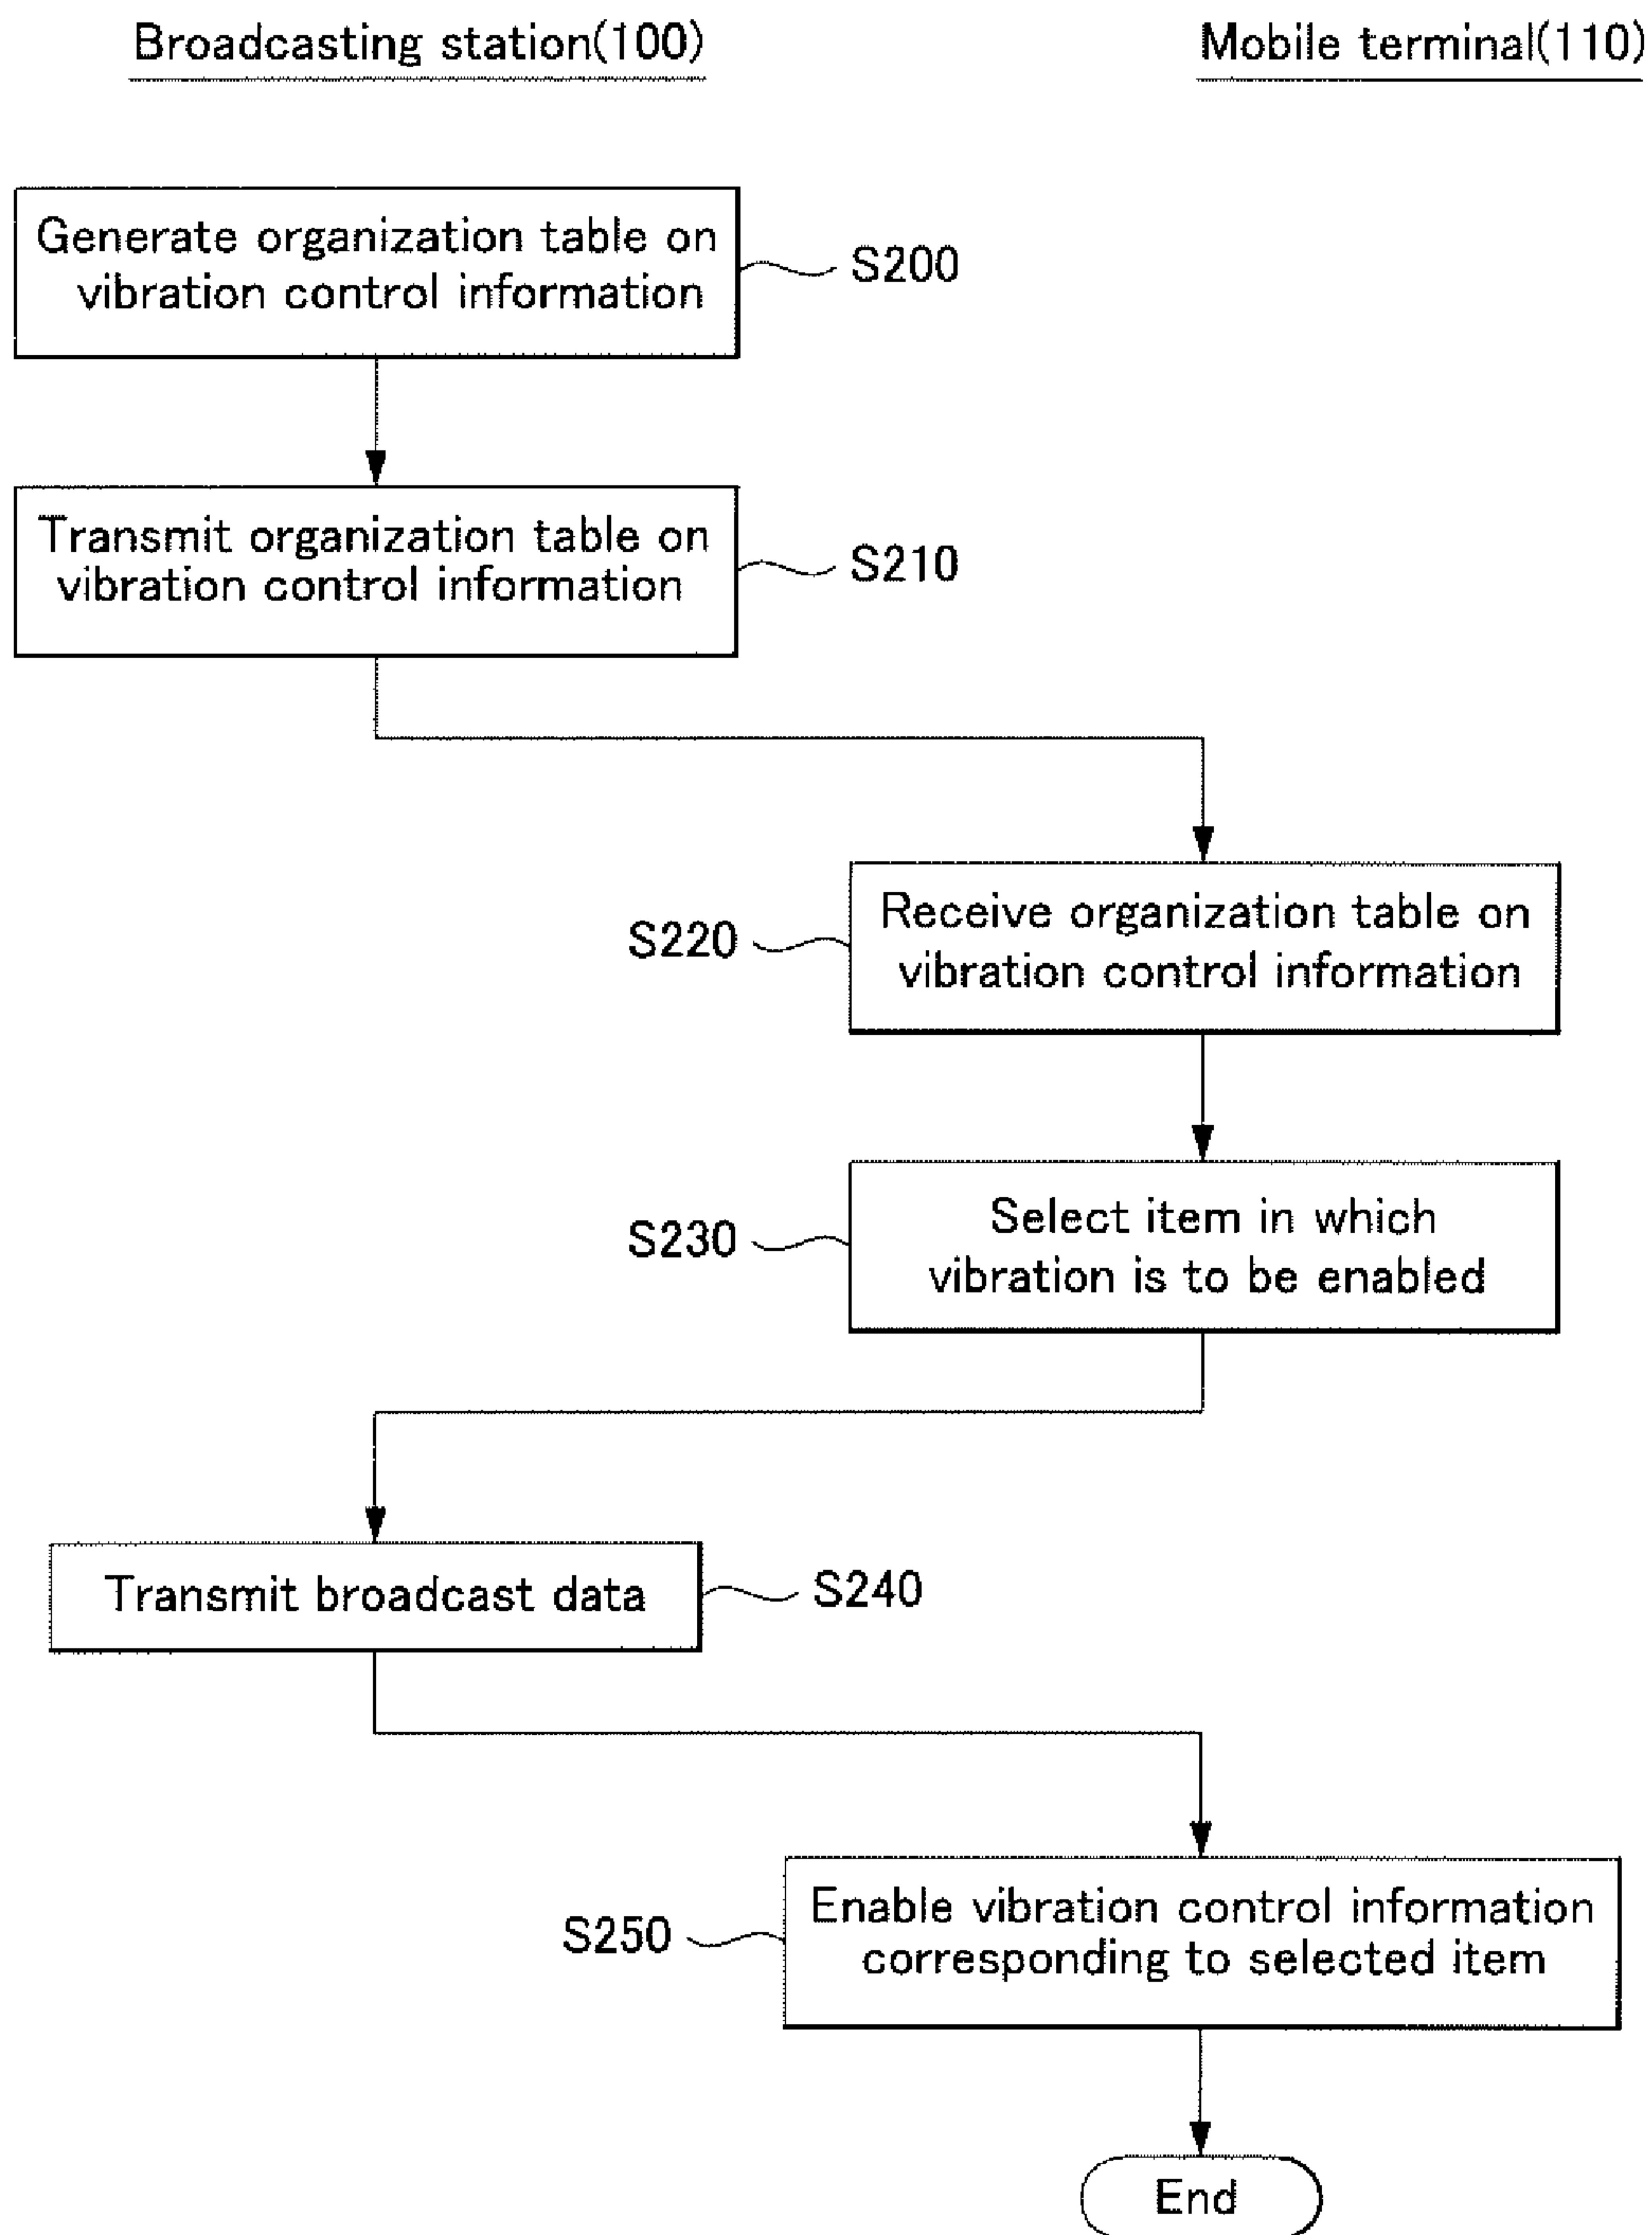 Broadcasting station(100)
Mobile terminal(110)
Generate organization table on
vibration control information
S200
Transmit organization table on
vibration control information
S210
S220
Receive organization table on
vibration control information
S230
Select item in which
vibration is to be enabled
Transmit broadcast data
S240
S250
Enable vibration control information
corresponding to selected item
End